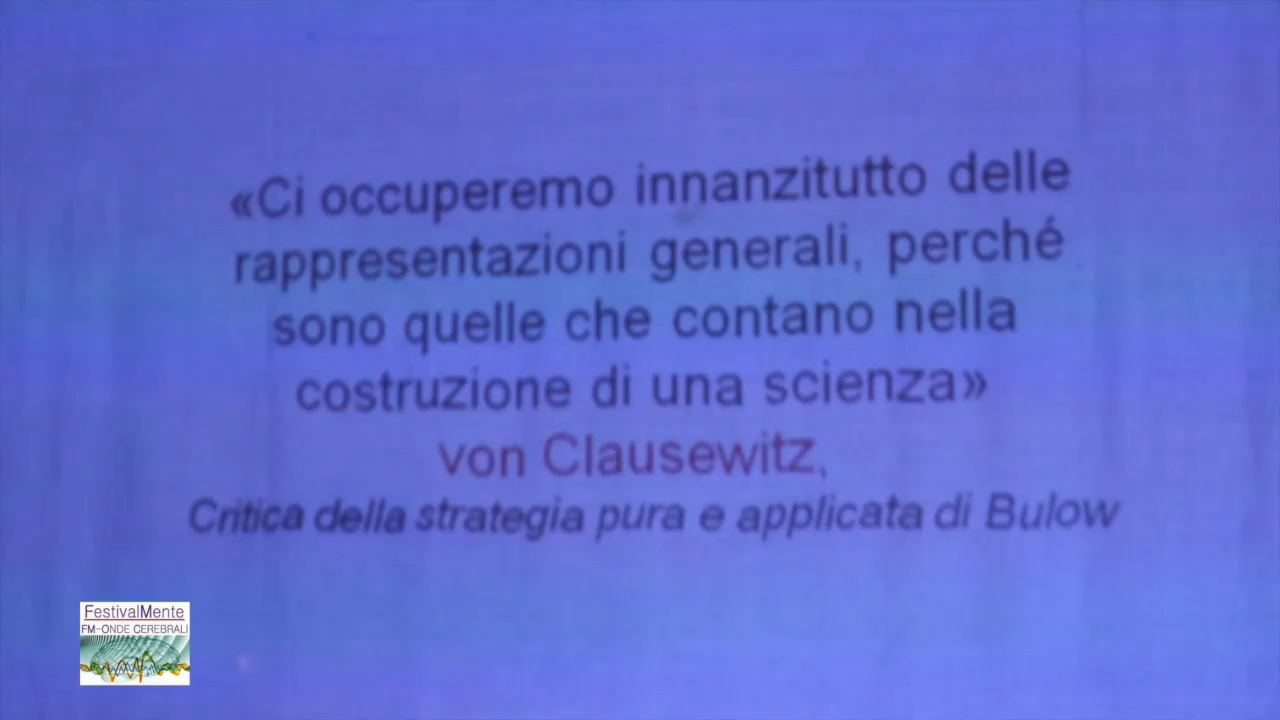 «Ci occuperemo innanzitutto delle
rappresentazioni generali, perché
sono quelle che contano nella
costruzione di una scienza»
von Clausewitz,
Critica della strategia pura e applicata di Bulow
FestivalMente
FM-ONDE CEREBRALI